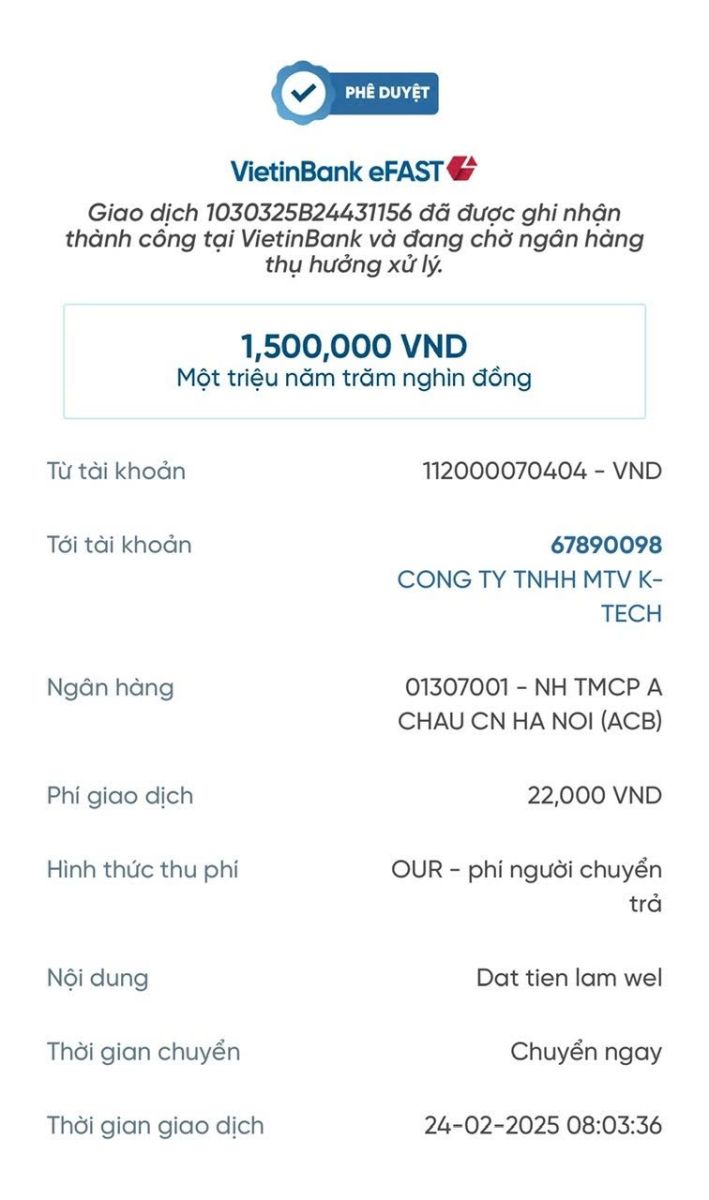 PHÊ DUYỆT
VietinBank eFAST
Giao dịch 1030325B24431156 đã được ghi nhận
thành công tại VietinBank và đang chờ ngân hàng
thụ hưởng xử lý.
1,500,000 VND
Một triệu năm trăm nghìn đồng
Từ tài khoản 112000070404 - VND
Tới tài khoản 67890098
CONG TY TNHH MTV K-
TECH
Ngân hàng 01307001 - NH TMCP A
CHAU CN HA NOI (ACB)
Phí giao dịch 22,000 VND
Hình thức thu phí OUR - phí người chuyển
trả
Nội dung Dat tien lam wel
Thời gian chuyển Chuyển ngay
Thời gian giao dịch 24-02-2025 08:03:36